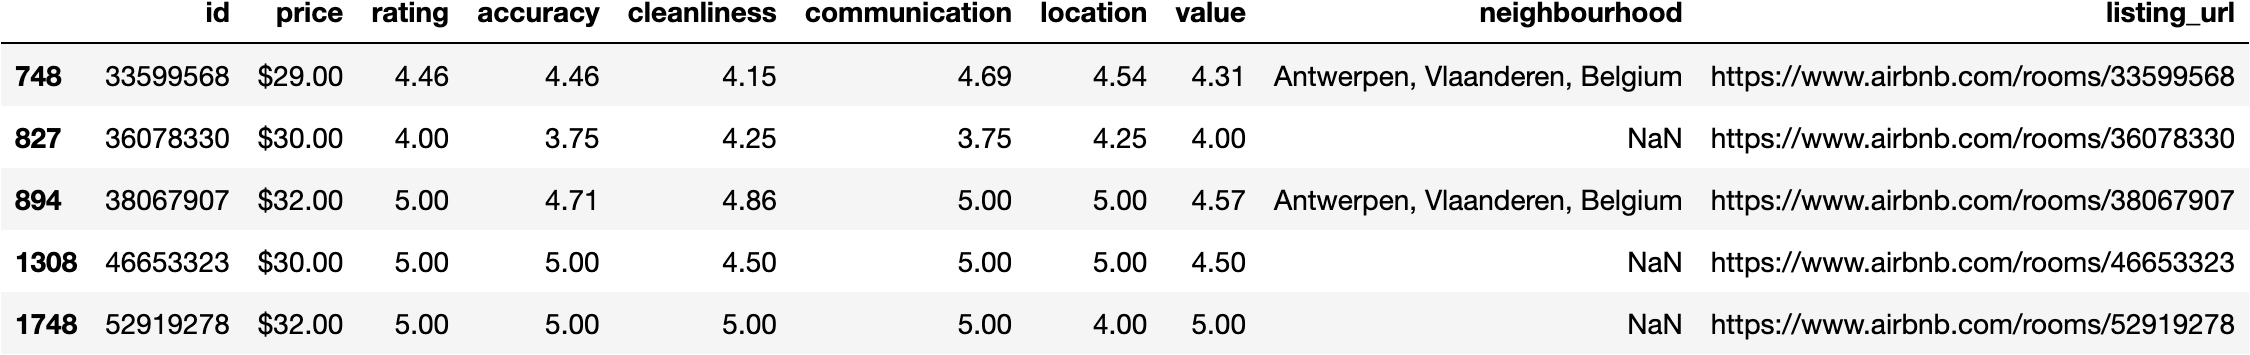 id price rating accuracy cleanliness communication location value neighbourhood listing_url
748 33599568 $29.00 4.46 4.46 4.15 4.69 4.54 4.31 Antwerpen, Vlaanderen, Belgium https://www.airbnb.com/rooms/33599568
827 36078330 $30.00 4.00 3.75 4.25 3.75 4.25 4.00 NaN https://www.airbnb.com/rooms/36078330
894 38067907 $32.00 5.00 4.71 4.86 5.00 5.00 4.57 Antwerpen, Vlaanderen, Belgium https://www.airbnb.com/rooms/38067907
1308 46653323 $30.00 5.00 5.00 4.50 5.00 5.00 4.50 NaN https://www.airbnb.com/rooms/46653323
1748 52919278 $32.00 5.00 5.00 5.00 5.00 4.00 5.00 NaN https://www.airbnb.com/rooms/52919278